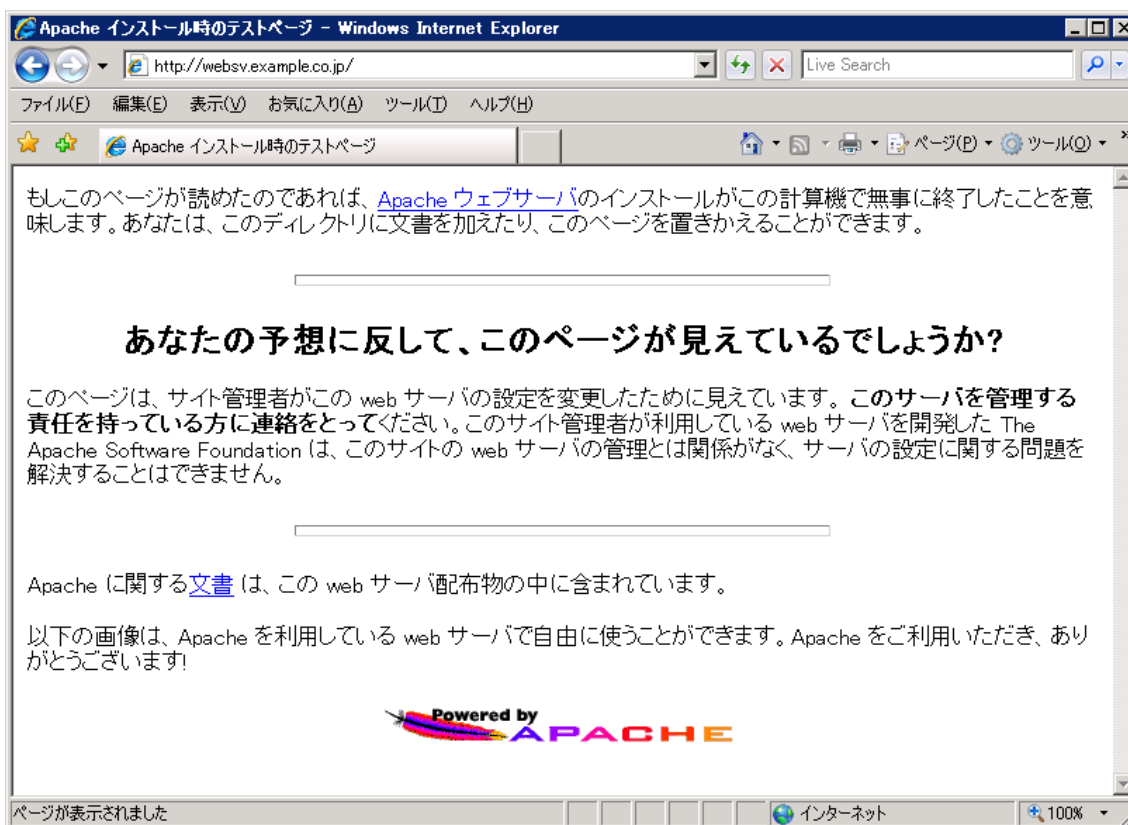 Apache インストール時のテストページ - Windows Internet Explorer
http://websv.example.co.jp/
Live Search
ファイル(F) 編集(E) 表示(V) お気に入り(A) ツール(T) ヘルプ(H)
Apache インストール時のテストページ
ページ(P) ツール(O)
もしこのページが読めたのであれば、Apache ウェブサーバのインストールがこの計算機で無事に終了したことを意
味します。あなたは、このディレクトリに文書を加えたり、このページを置きかえることができます。
あなたの予想に反して、このページが見えているでしょうか?
このページは、サイト管理者がこの web サーバの設定を変更したために見えています。このサーバを管理する
責任を持っている方に連絡をとってください。このサイト管理者が利用している web サーバを開発した The
Apache Software Foundation は、このサイトの web サーバの管理とは関係がなく、サーバの設定に関する問題を
解決することはできません。
Apache に関する文書 は、この web サーバ配布物の中に含まれています。
以下の画像は、Apache を利用している web サーバで自由に使うことができます。Apache をご利用いただき、あり
がとうございます!
Powered by
APACHE
ページが表示されました
インターネット
100%